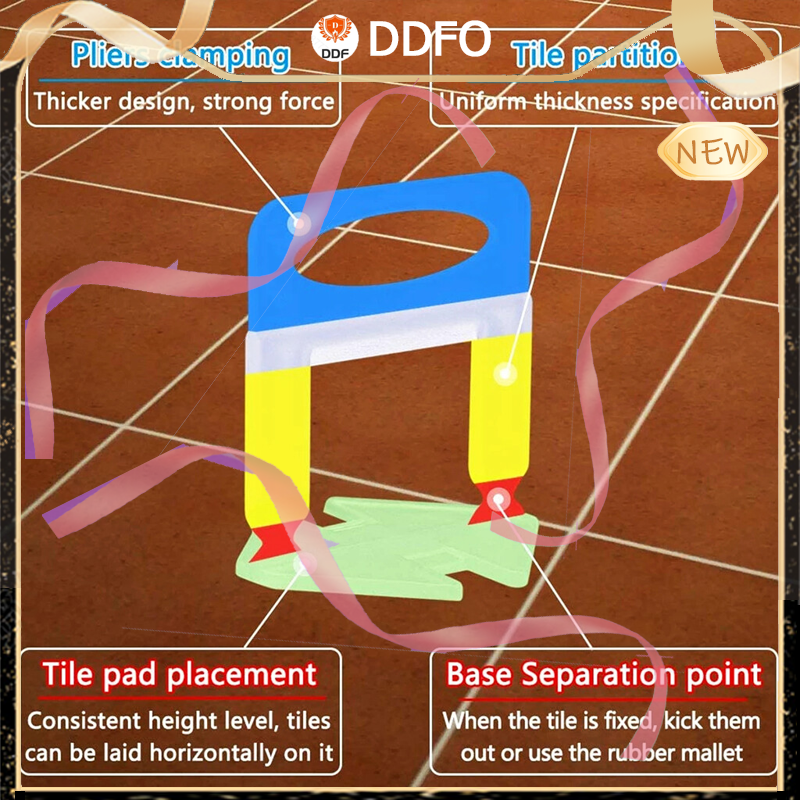 DDF
DDFO
Pliers clamping
Thicker design, strong force
Tile partition
Uniform thickness specification
NEW
Tile pad placement
Consistent height level, tiles
can be laid horizontally on it
Base Separation point
When the tile is fixed, kick them
out or use the rubber mallet